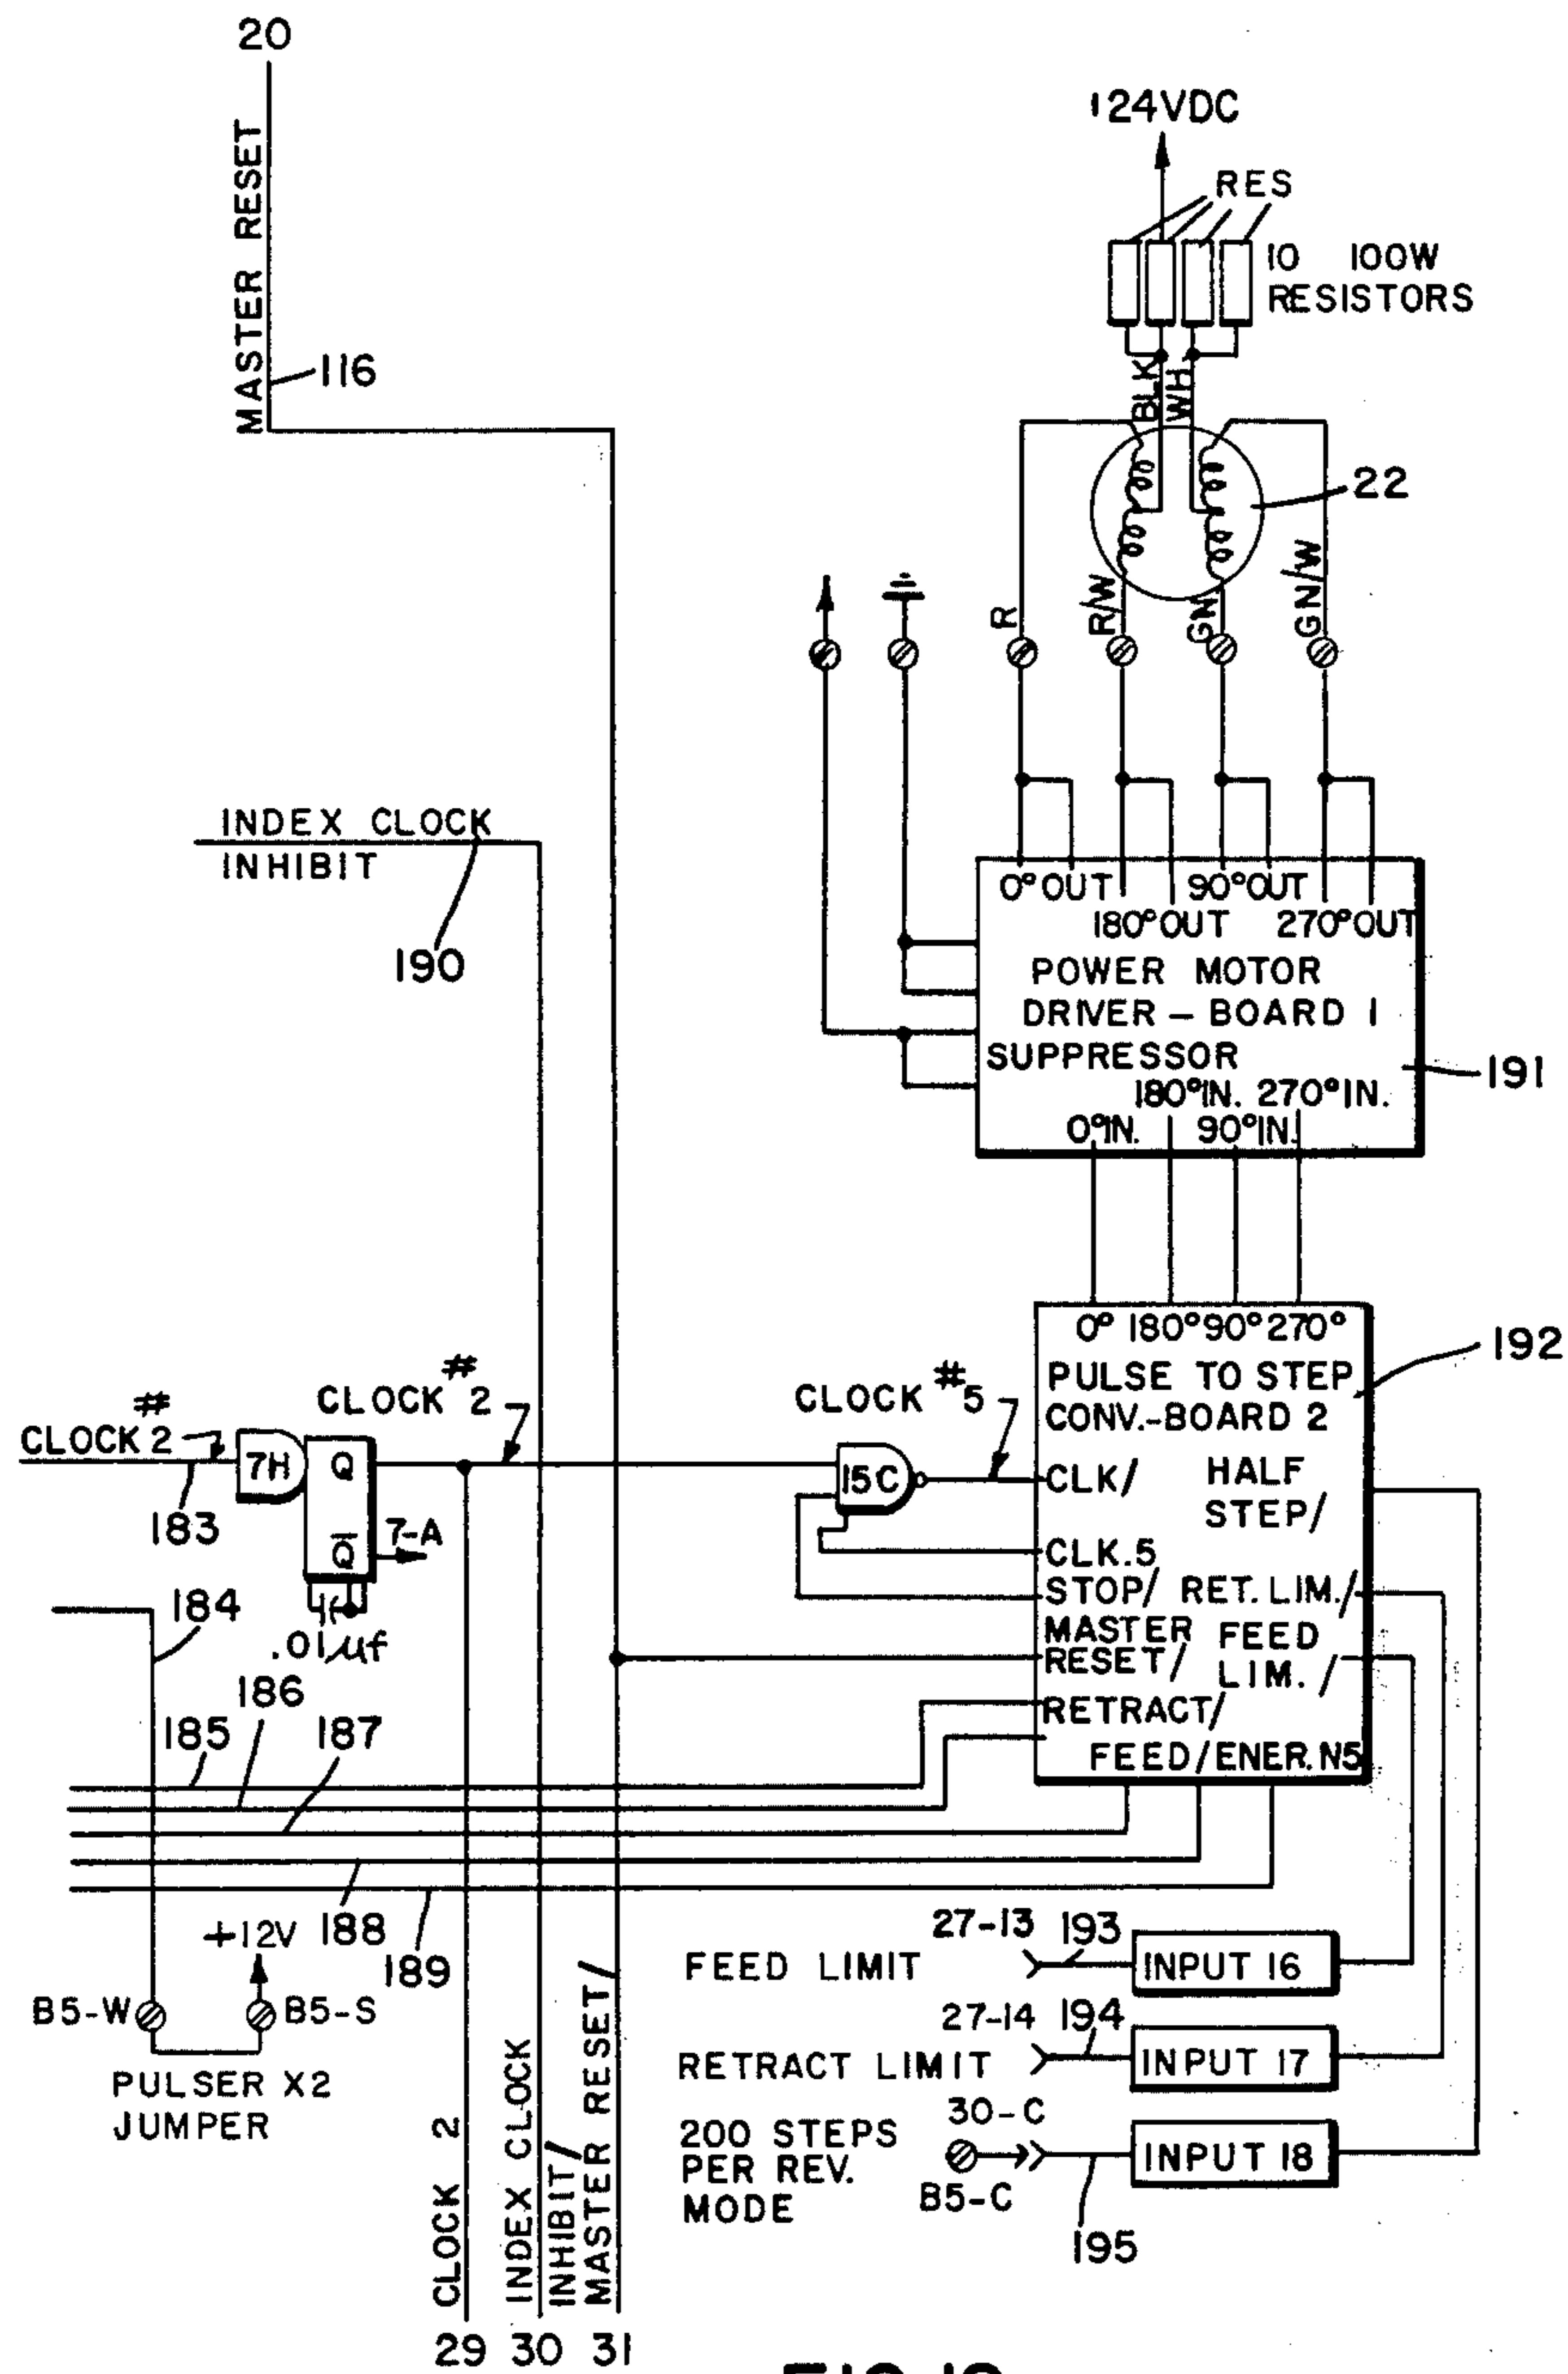 20
MASTER RESET
116
124VDC
RES
10 100W
RESISTORS
BLK
WH
22
R
R/W
GN
GN/W
INDEX CLOCK
INHIBIT
190
0° OUT
90° OUT
180° OUT
270° OUT
POWER MOTOR
DRIVER – BOARD 1
SUPPRESSOR
191
180° IN. 270° IN.
0° IN. 90° IN.
0° 180° 90° 270°
192
PULSE TO STEP
CONV.-BOARD 2
CLOCK #2
183
7H
Q
Q̅
7-A
.01µf
CLOCK #2
CLOCK #5
15C
CLK/
HALF
STEP/
CLK.5
STOP/
RET. LIM./
MASTER
RESET/
FEED
LIM. /
RETRACT/
FEED/
ENER. N5
184
185
186
187
188
189
+12V
B5-W
B5-S
PULSER X2
JUMPER
FEED LIMIT
27-13
193
INPUT 16
RETRACT LIMIT
27-14
194
INPUT 17
200 STEPS
PER REV.
MODE
30-C
B5-C
195
INPUT 18
CLOCK 2
INDEX CLOCK
INHIBIT/
MASTER RESET/
29 30 31